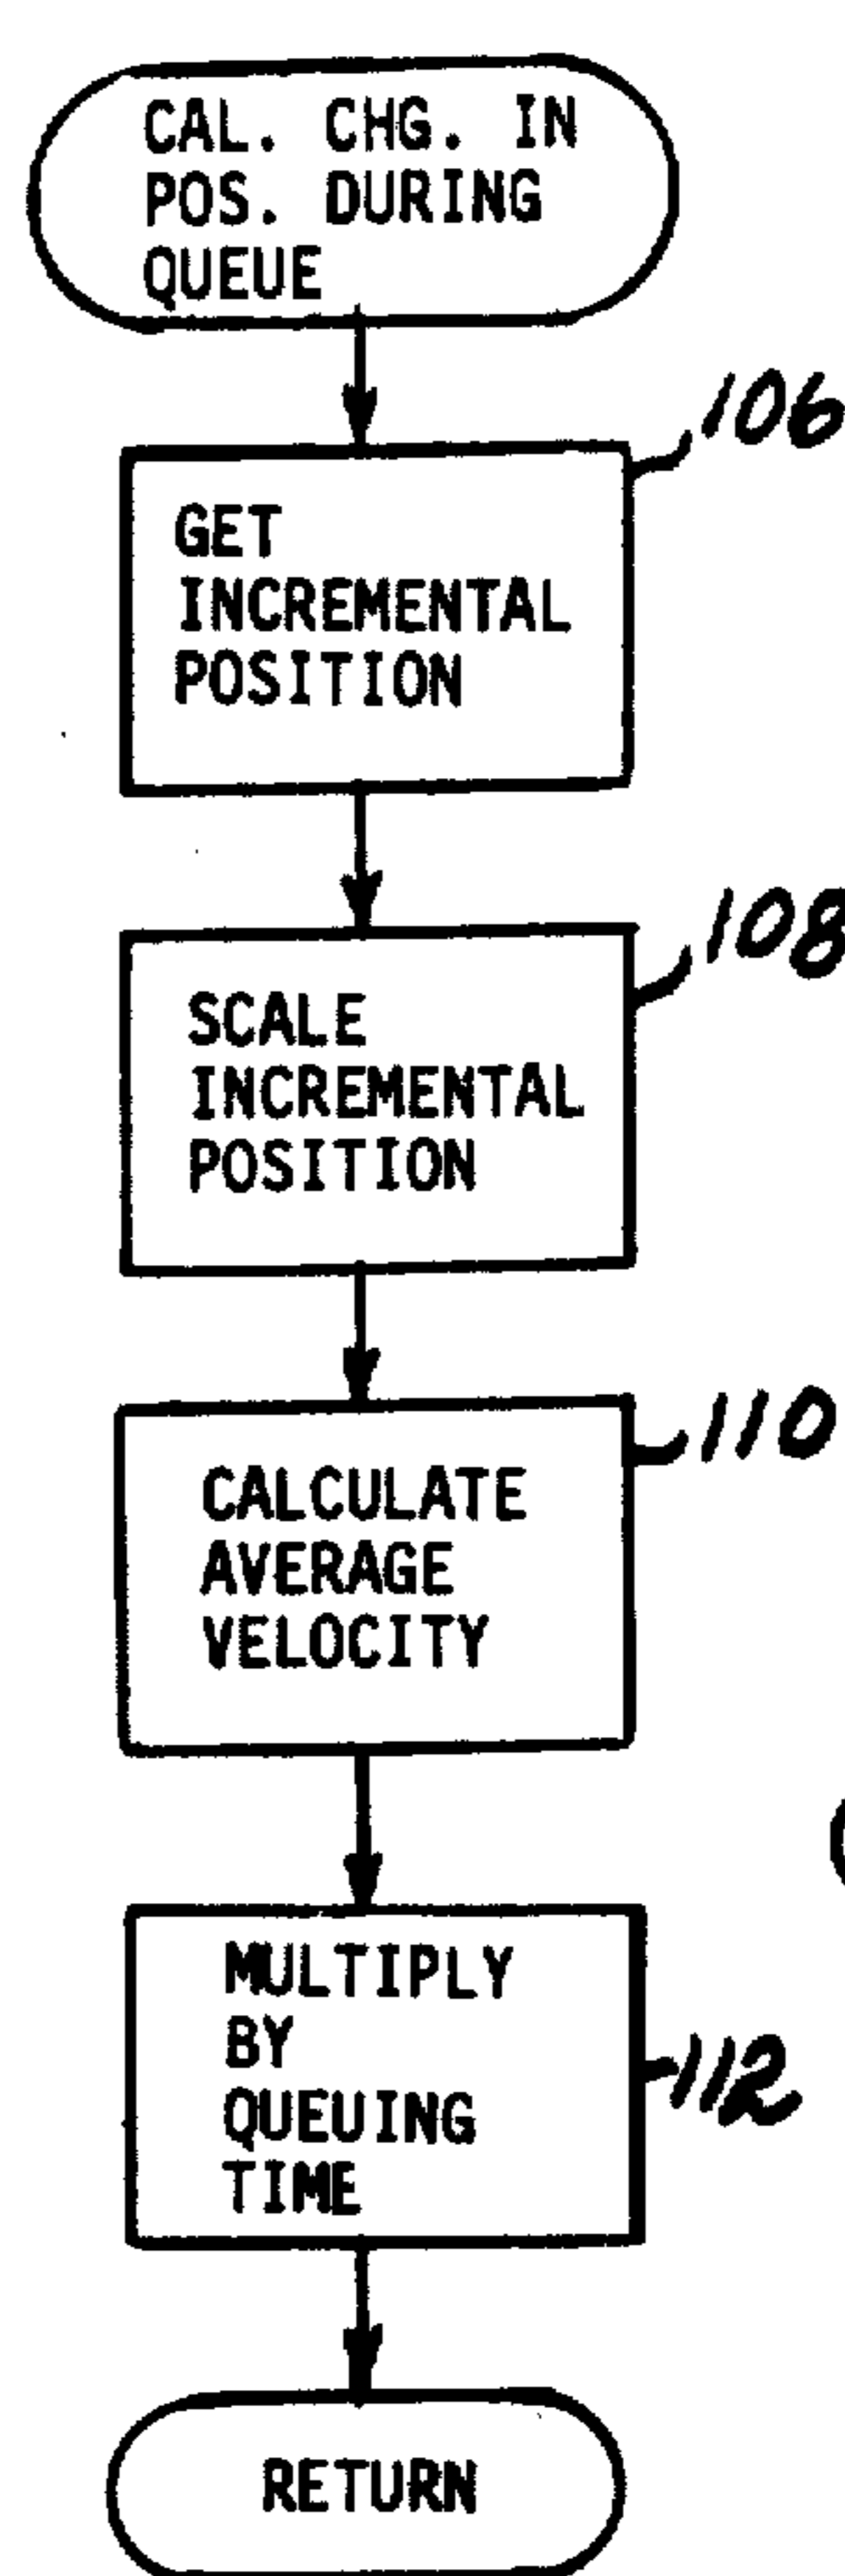 CAL. CHG. IN
POS. DURING
QUEUE
106
GET
INCREMENTAL
POSITION
108
SCALE
INCREMENTAL
POSITION
110
CALCULATE
AVERAGE
VELOCITY
MULTIPLY
BY
QUEUING
TIME
112
RETURN